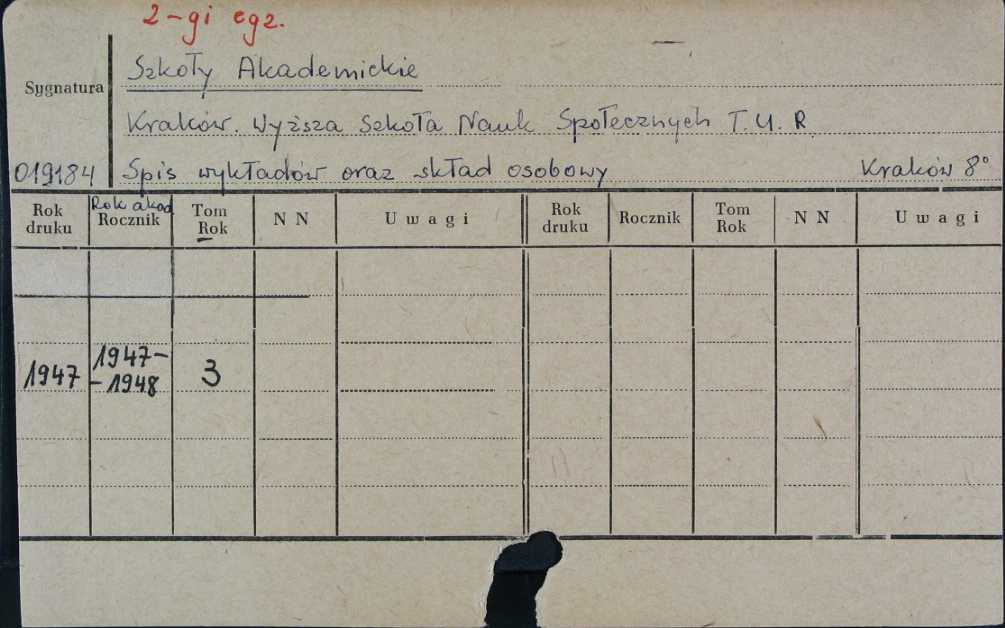 2-gi egz.
Szkoły Akademickie
Sygnatura
Kraków. Wyższa Szkoła Nauk Społecznych T.U.R.
019184 Spis wykładów oraz skład osobowy Kraków 8°
Rok druku Rok akad Rocznik Tom Rok N N Uwagi Rok druku Rocznik Tom Rok N N Uwagi
1947 1947- -1948 3